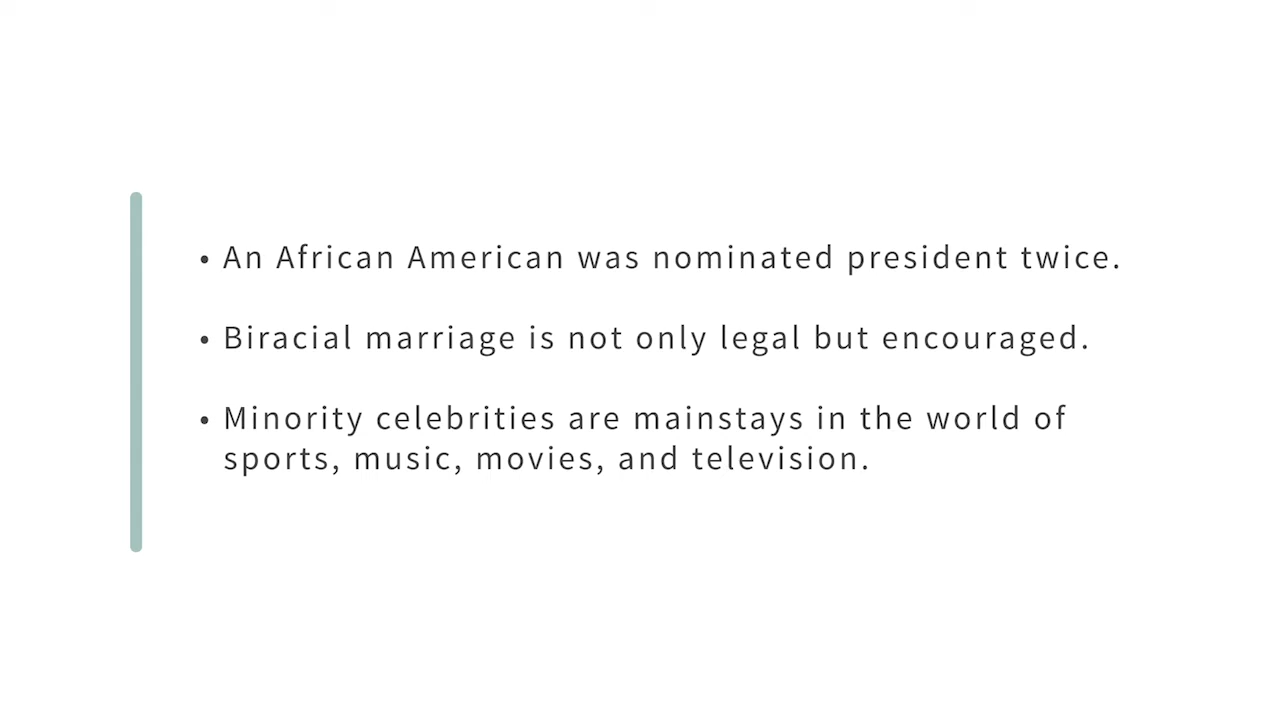 • An African American was nominated president twice.
• Biracial marriage is not only legal but encouraged.
• Minority celebrities are mainstays in the world of
sports, music, movies, and television.